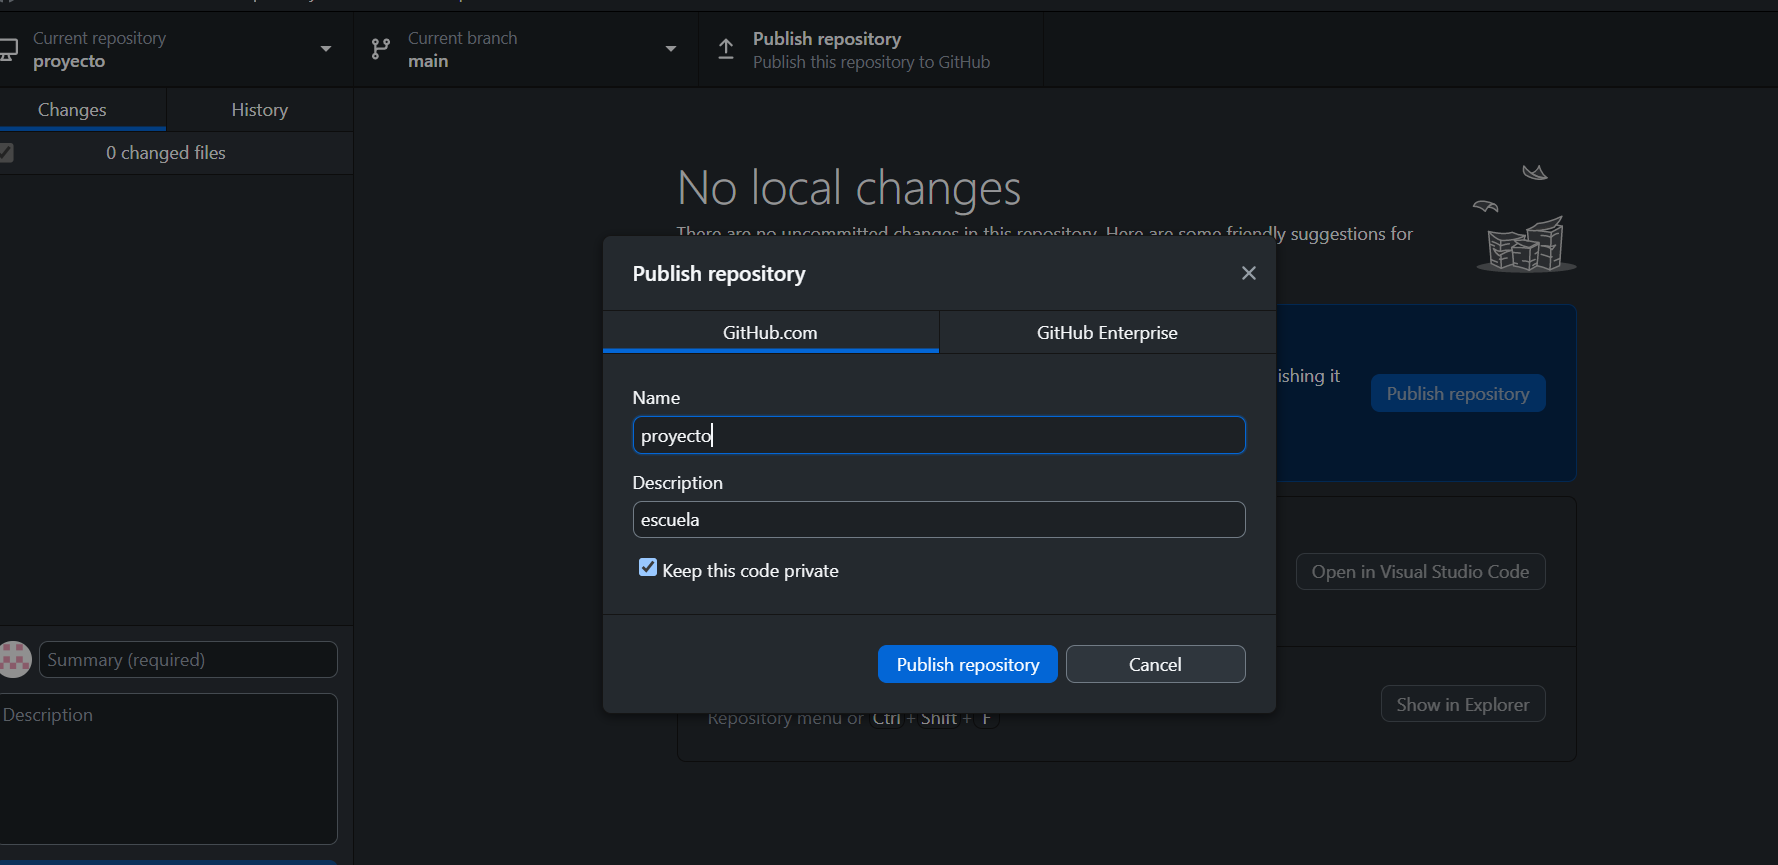 Current repository
proyecto
Current branch
main
Publish repository
Publish this repository to GitHub
Changes
History
0 changed files
No local changes
There are no uncommitted changes in this repository. Here are some friendly suggestions for
Publish repository
GitHub.com
GitHub Enterprise
ishing it
Publish repository
Name
proyecto
Description
escuela
Keep this code private
Open in Visual Studio Code
Publish repository
Cancel
Summary (required)
Description
Show in Explorer
Repository menu or Ctrl + Shift + F